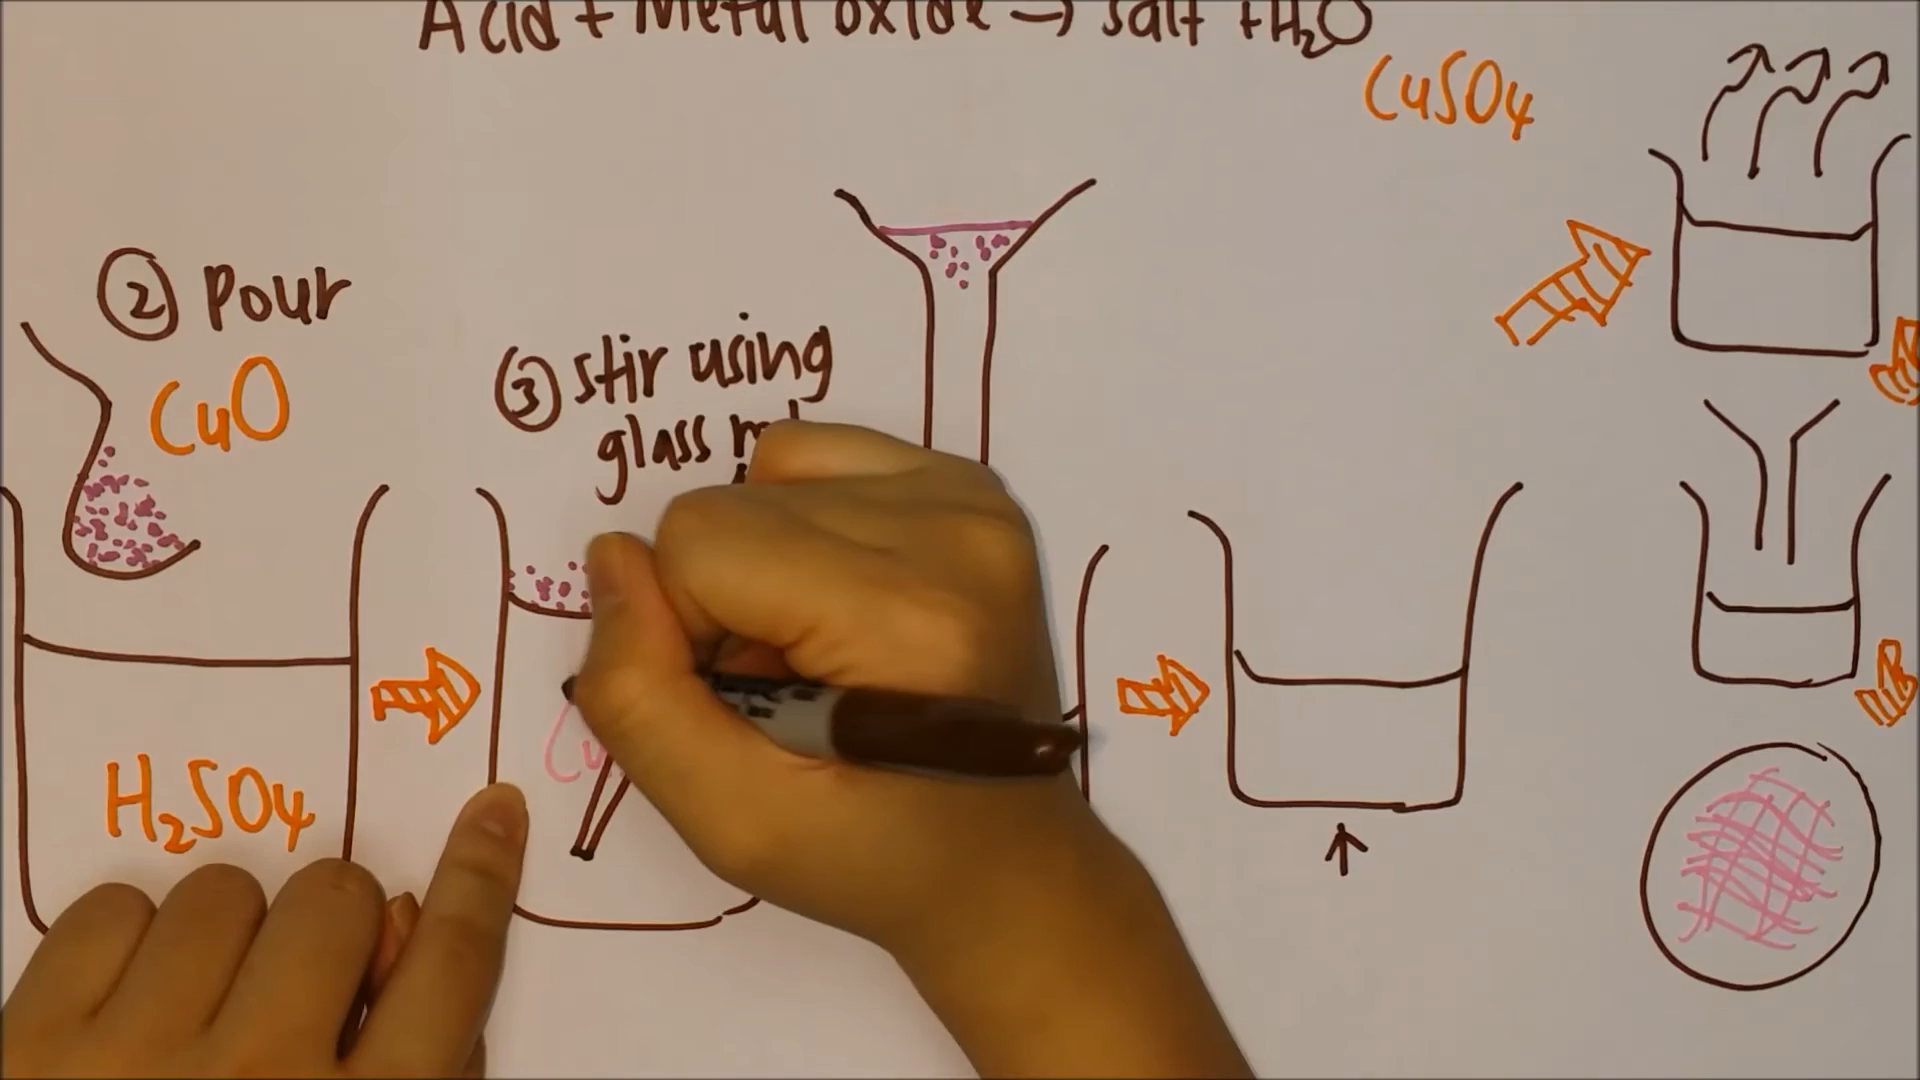 Acid + Metal oxide → salt + H₂O
CuSO₄
② Pour
CuO
③ stir using
glass
H₂SO₄